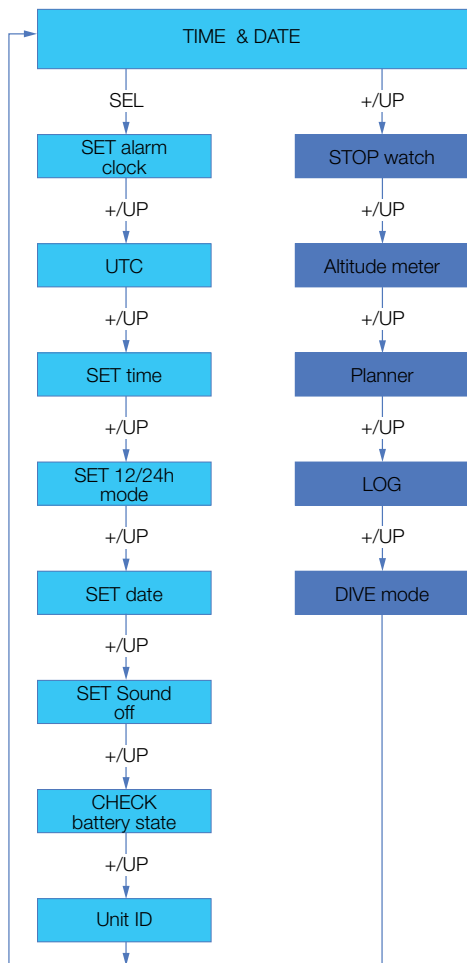 TIME & DATE
SEL
SET alarm
clock
+/UP
UTC
+/UP
SET time
+/UP
SET 12/24h
mode
+/UP
SET date
+/UP
SET Sound
off
+/UP
CHECK
battery state
+/UP
Unit ID
+/UP
STOP watch
+/UP
Altitude meter
+/UP
Planner
+/UP
LOG
+/UP
DIVE mode